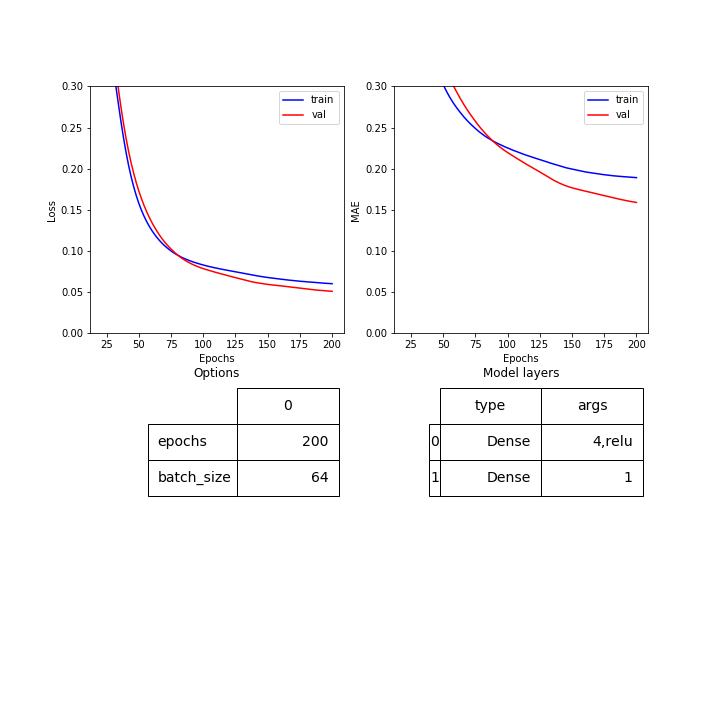 0.30
0.25
0.20
0.15
0.10
0.05
0.00
Loss
25 50 75 100 125 150 175 200
Epochs
train
val
0.30
0.25
0.20
0.15
0.10
0.05
0.00
MAE
25 50 75 100 125 150 175 200
Epochs
train
val
Options
0
epochs 200
batch_size 64
Model layers
type args
0 Dense 4,relu
1 Dense 1